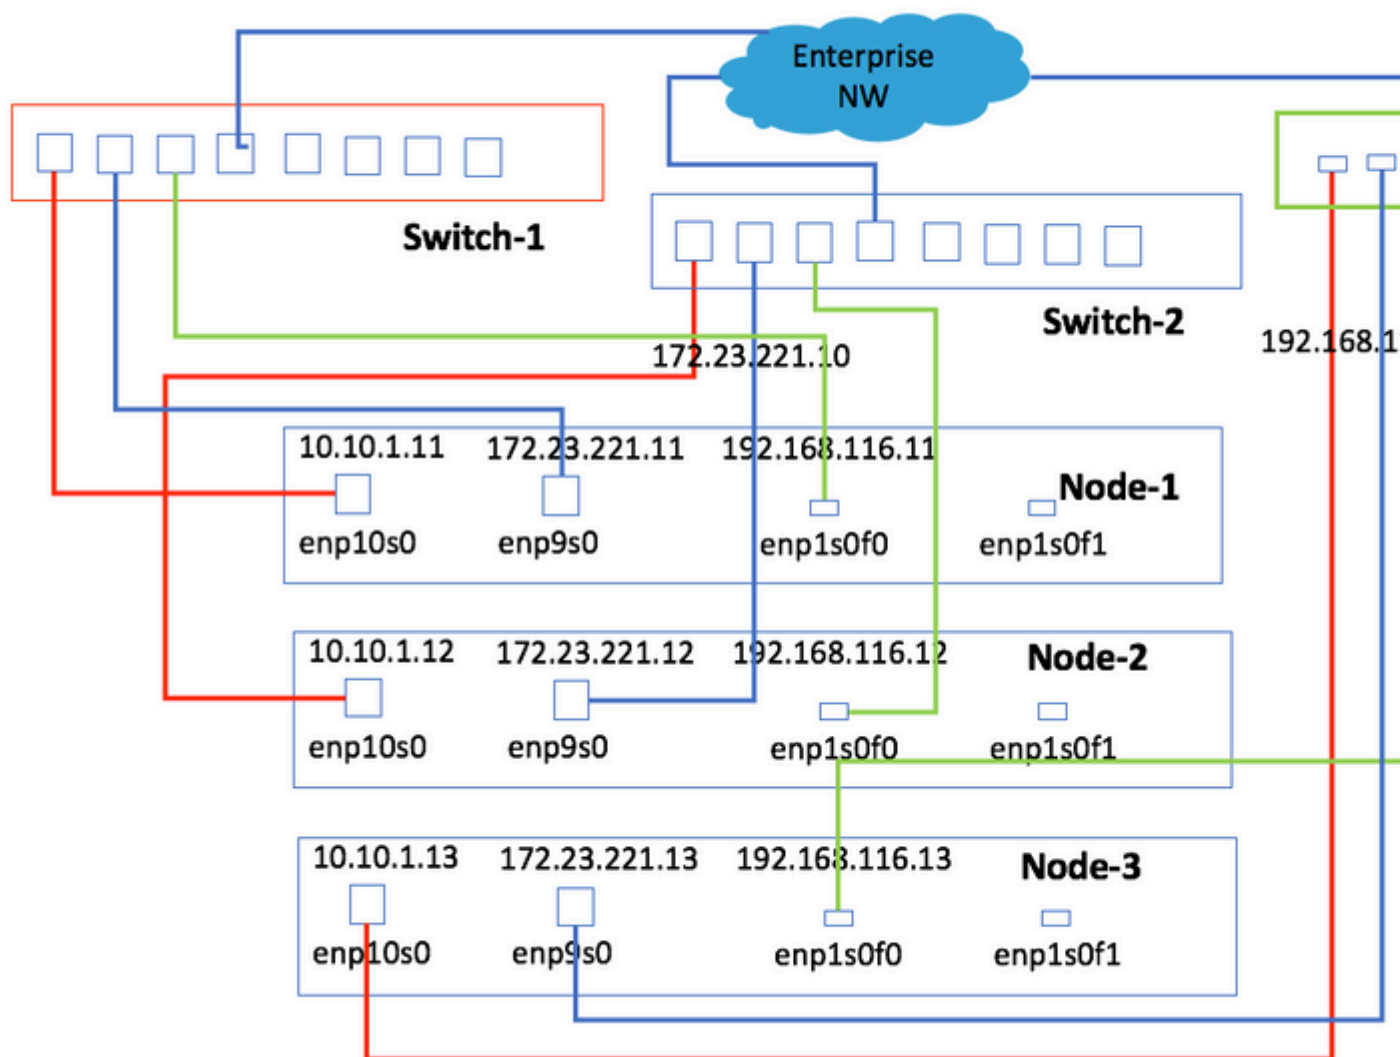 Enterprise
NW
Switch-1
Switch-2
172.23.221.10
192.168.1
10.10.1.11
172.23.221.11
192.168.116.11
Node-1
enp10s0
enp9s0
enp1s0f0
enp1s0f1
10.10.1.12
172.23.221.12
192.168.116.12
Node-2
enp10s0
enp9s0
enp1s0f0
enp1s0f1
10.10.1.13
172.23.221.13
192.168.116.13
Node-3
enp10s0
enp9s0
enp1s0f0
enp1s0f1